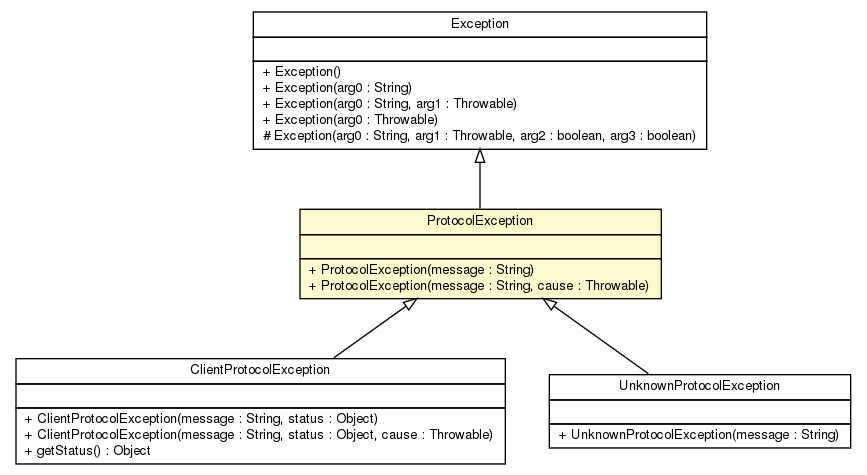 Exception
+ Exception()
+ Exception(arg0 : String)
+ Exception(arg0 : String, arg1 : Throwable)
+ Exception(arg0 : Throwable)
# Exception(arg0 : String, arg1 : Throwable, arg2 : boolean, arg3 : boolean)
ProtocolException
+ ProtocolException(message : String)
+ ProtocolException(message : String, cause : Throwable)
ClientProtocolException
+ ClientProtocolException(message : String, status : Object)
+ ClientProtocolException(message : String, status : Object, cause : Throwable)
+ getStatus() : Object
UnknownProtocolException
+ UnknownProtocolException(message : String)